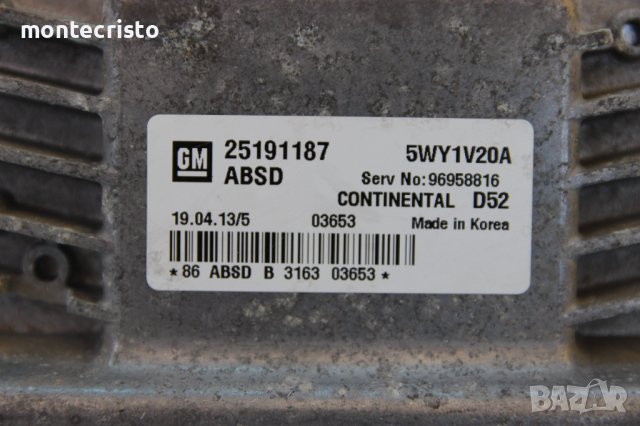 montecristo
GM 25191187 5WY1V20A
ABSD Serv No:96958816
CONTINENTAL D52
19.04.13/5 03653 Made in Korea
*86 ABSD B 3163 03653*
BAZAR